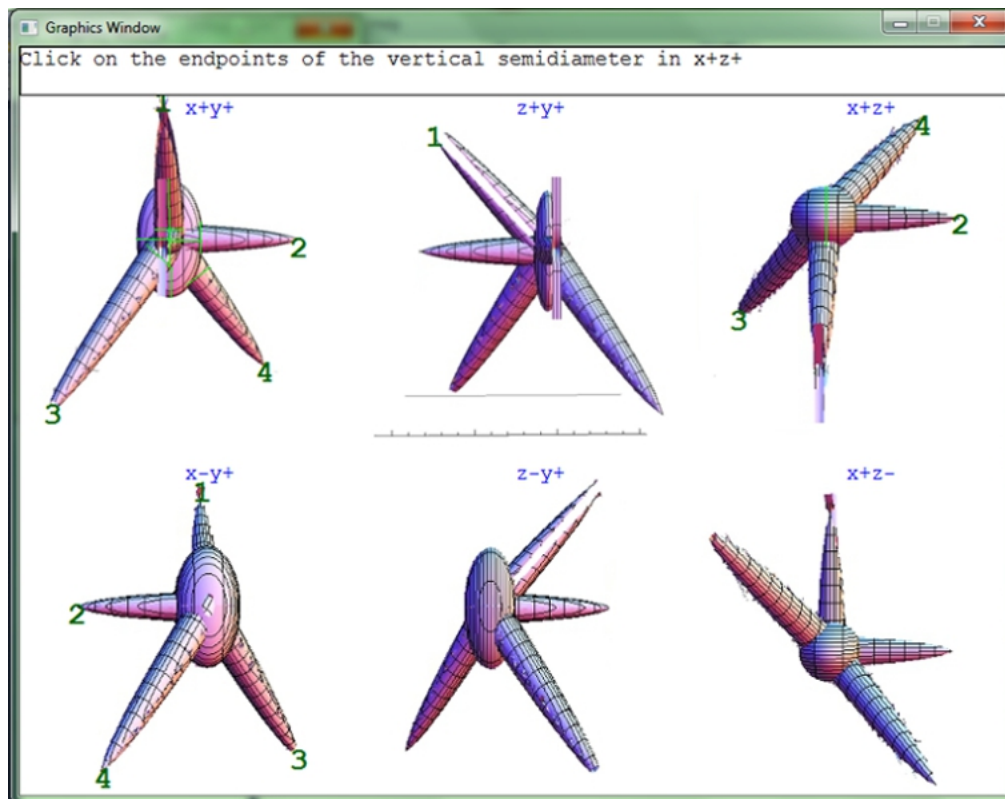 Graphics Window
Click on the endpoints of the vertical semidiameter in x+z+
x+y+ z+y+ x+z+
1 1 4
2 2
4 3
3
x-y+ z-y+ x+z-
1
2
3
4